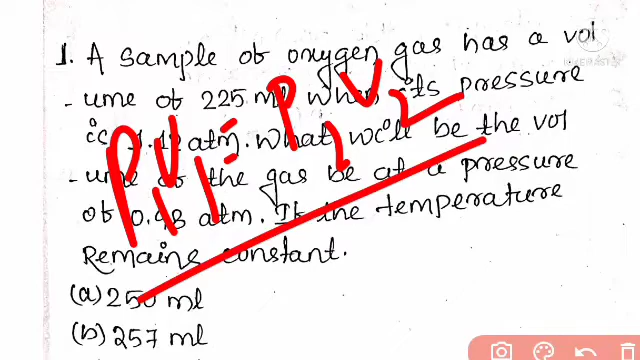 1. A sample of oxygen gas has a vol
- ume of 225 ml when its pressure
is 1.12 atm. What will be the vol
- ume of the gas be at a pressure
of 0.98 atm. If the temperature
Remains constant.
(a) 250 ml
(b) 257 ml
P₁V₁ = P₂V₂